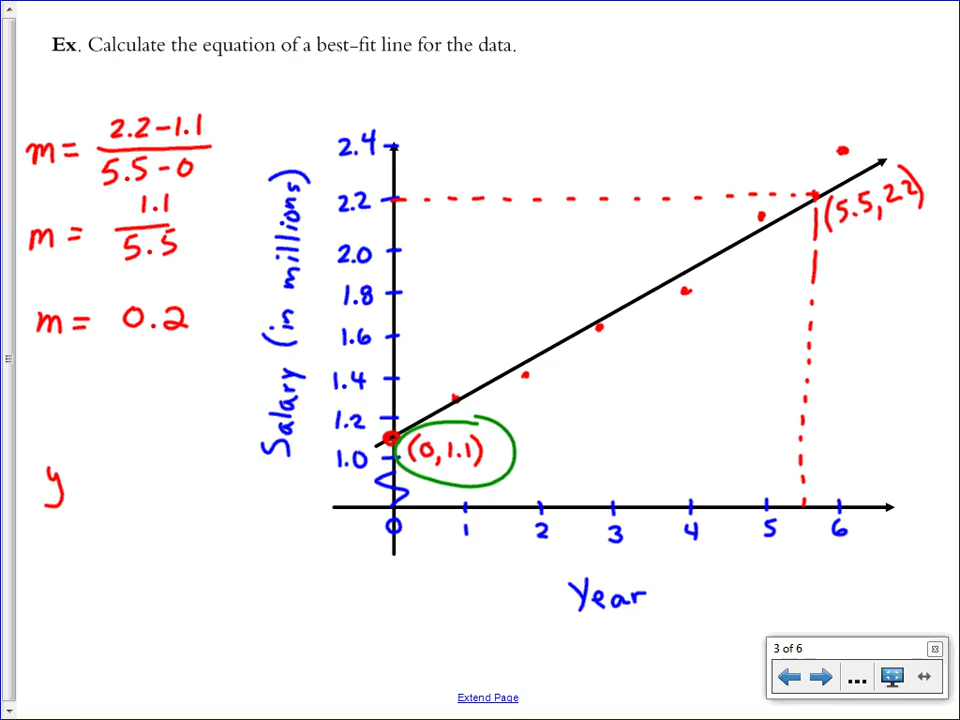 Ex. Calculate the equation of a best-fit line for the data.
m = 2.2 - 1.1
5.5 - 0
m = 1.1
5.5
m = 0.2
y
Salary (in millions)
2.4
2.2
2.0
1.8
1.6
1.4
1.2
1.0
(5.5, 2.2)
(0, 1.1)
0 1 2 3 4 5 6
Year
3 of 6
...
Extend Page